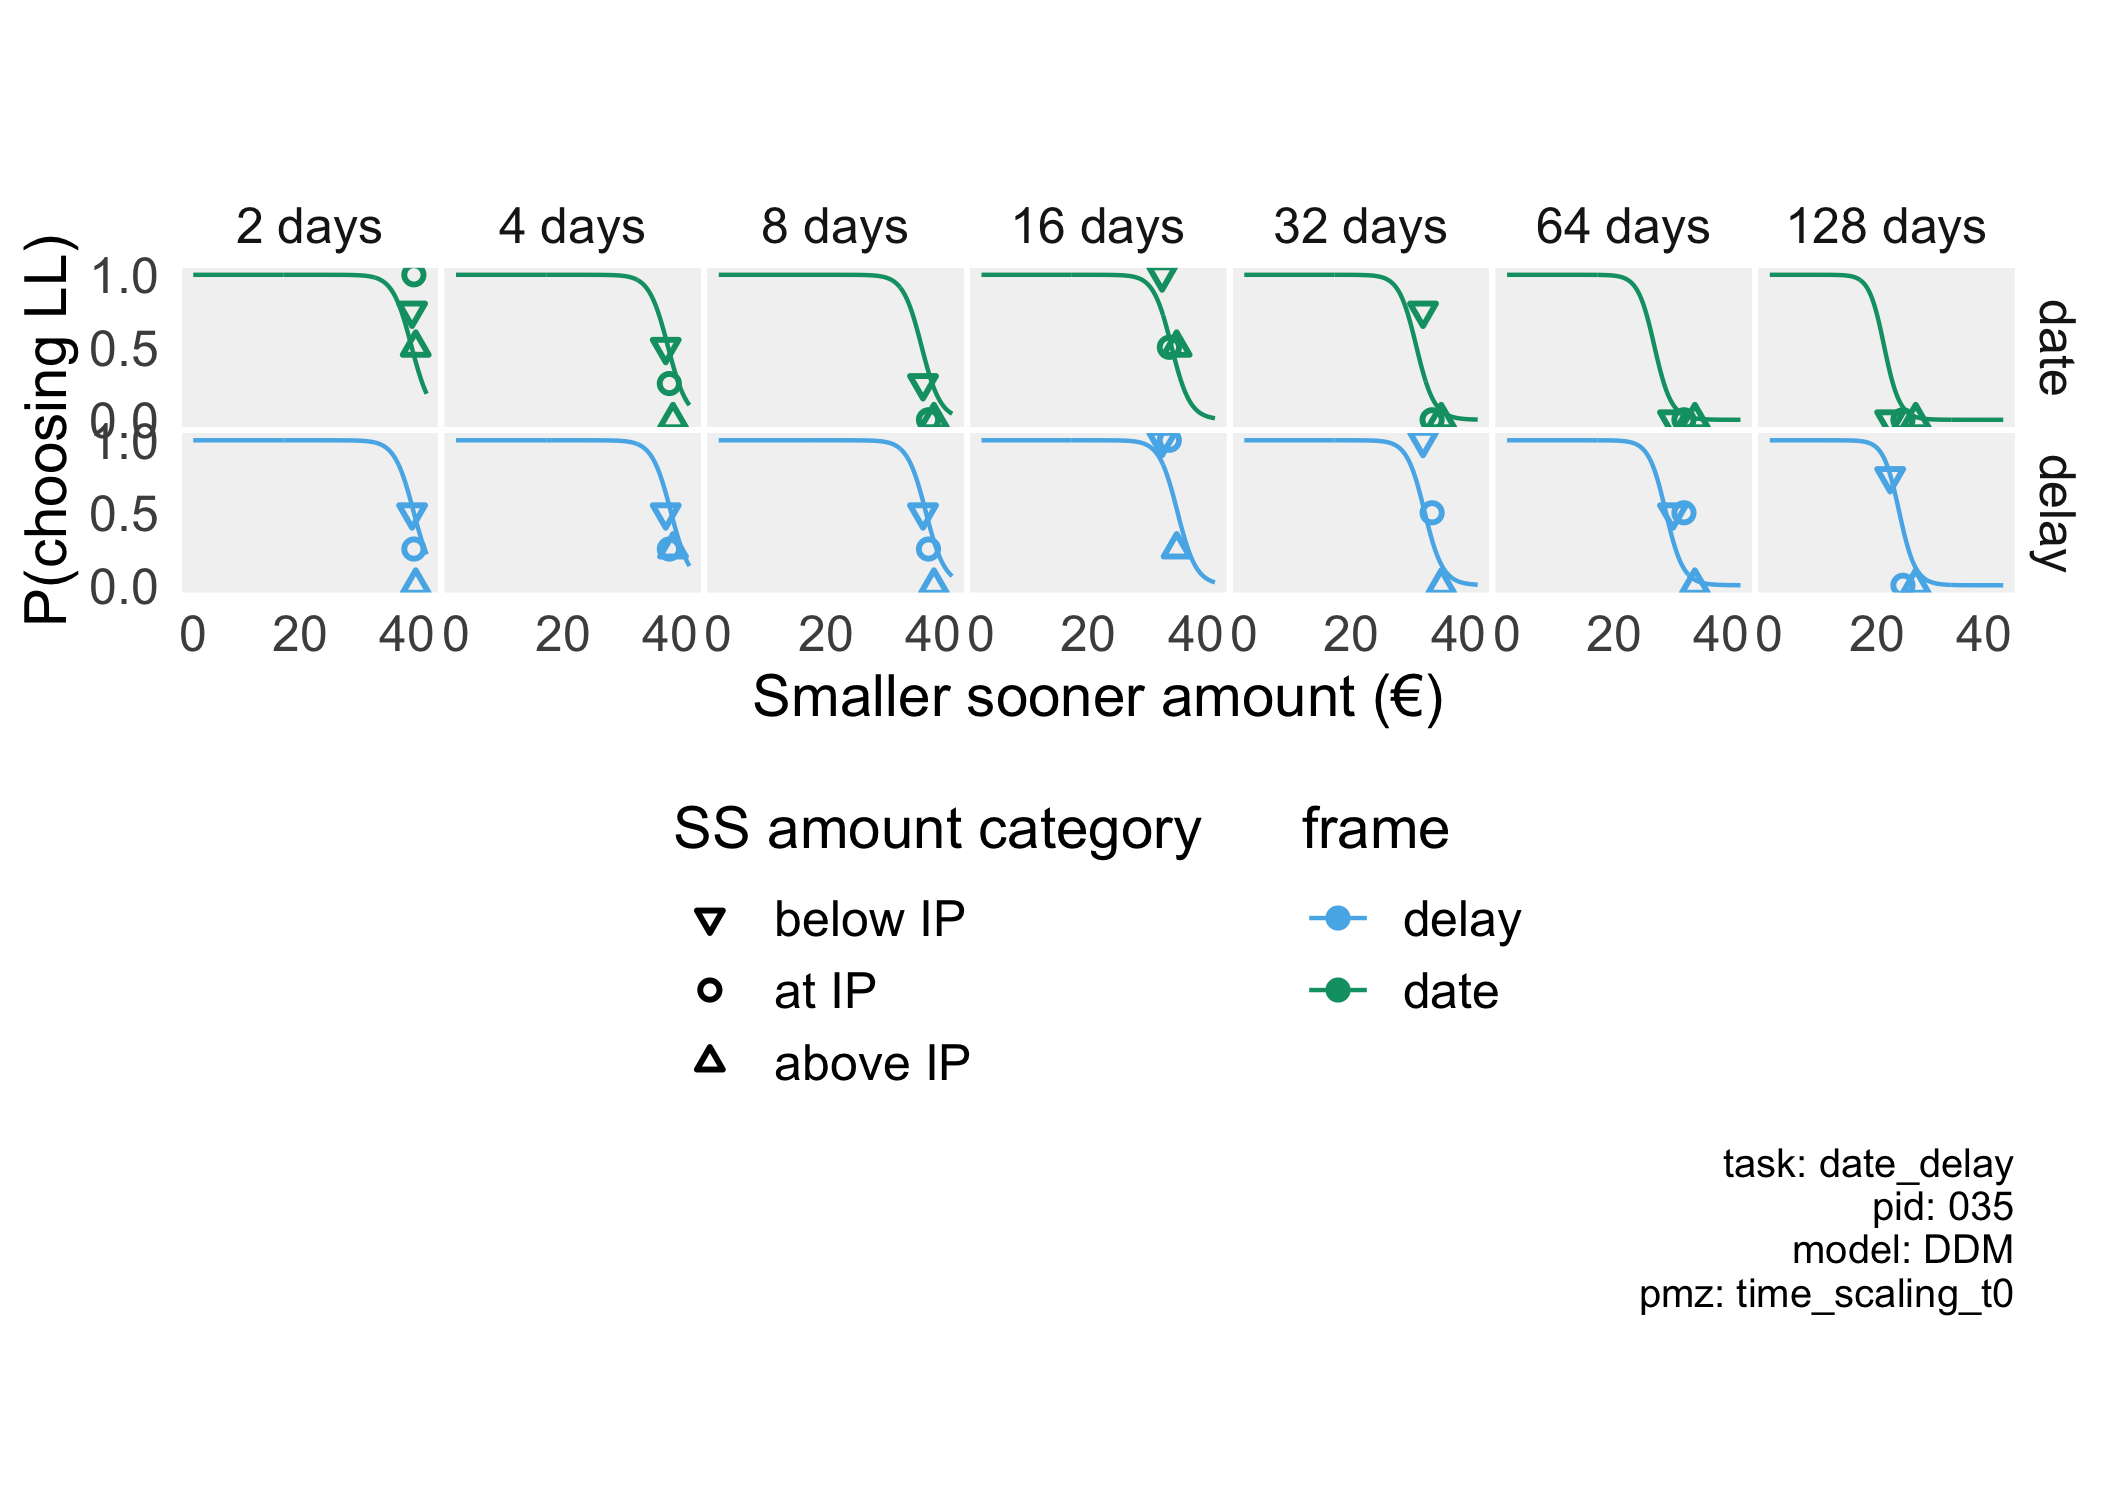 2 days 4 days 8 days 16 days 32 days 64 days 128 days
P(choosing LL)
1.0
0.5
0.0
date
1.0
0.5
0.0
delay
0 20 40 0 20 40 0 20 40 0 20 40 0 20 40 0 20 40 0 20 40
Smaller sooner amount (€)
SS amount category
below IP
at IP
above IP
frame
delay
date
task: date_delay
pid: 035
model: DDM
pmz: time_scaling_t0